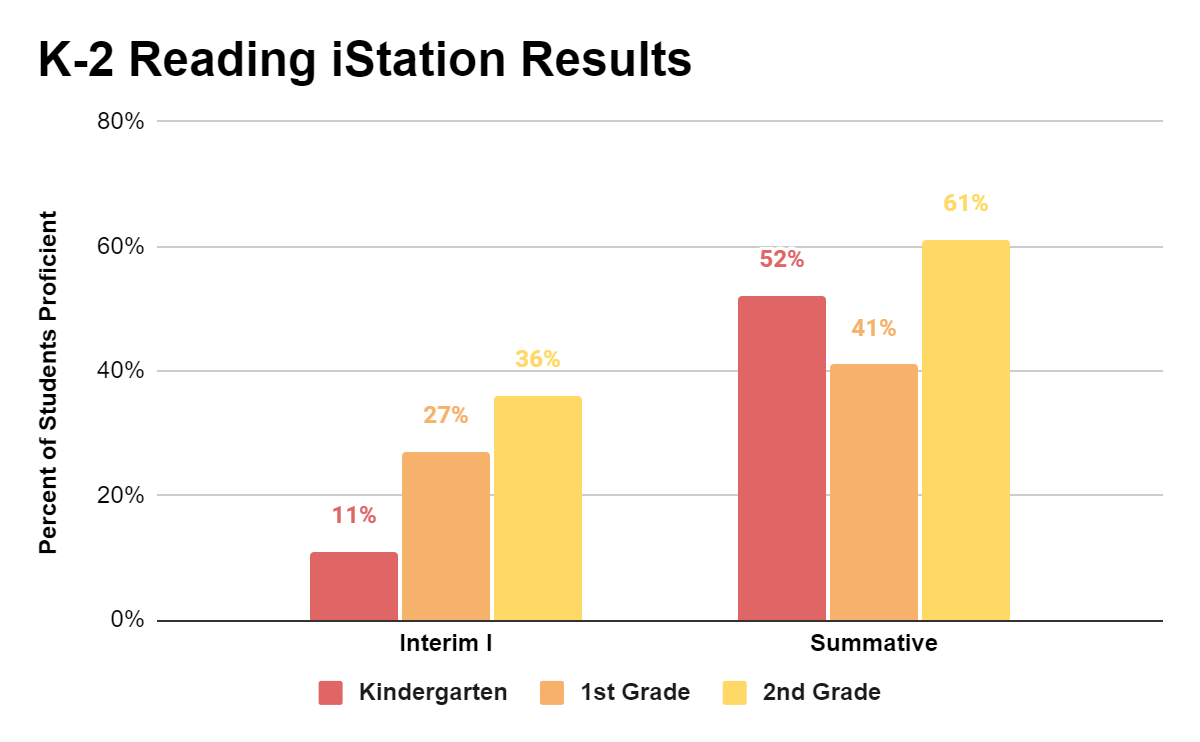 K-2 Reading iStation Results
80%
60%
40%
20%
0%
Percent of Students Proficient
11%
27%
36%
52%
41%
61%
Interim I
Summative
Kindergarten
1st Grade
2nd Grade